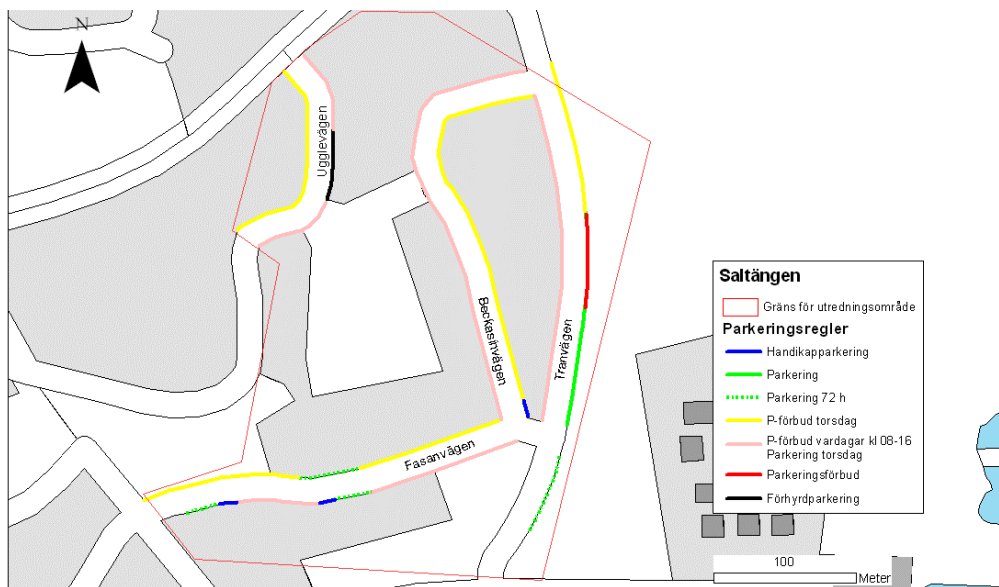 N
Ugglevägen
Beckasinvägen
Tranvägen
Fasanvägen
Saltängen
Gräns för utredningsområde
Parkeringsregler
Handikapparkering
Parkering
Parkering 72 h
P-förbud torsdag
P-förbud vardagar kl 08-16
Parkering torsdag
Parkeringsförbud
Förhyrdparkering
100
Meter